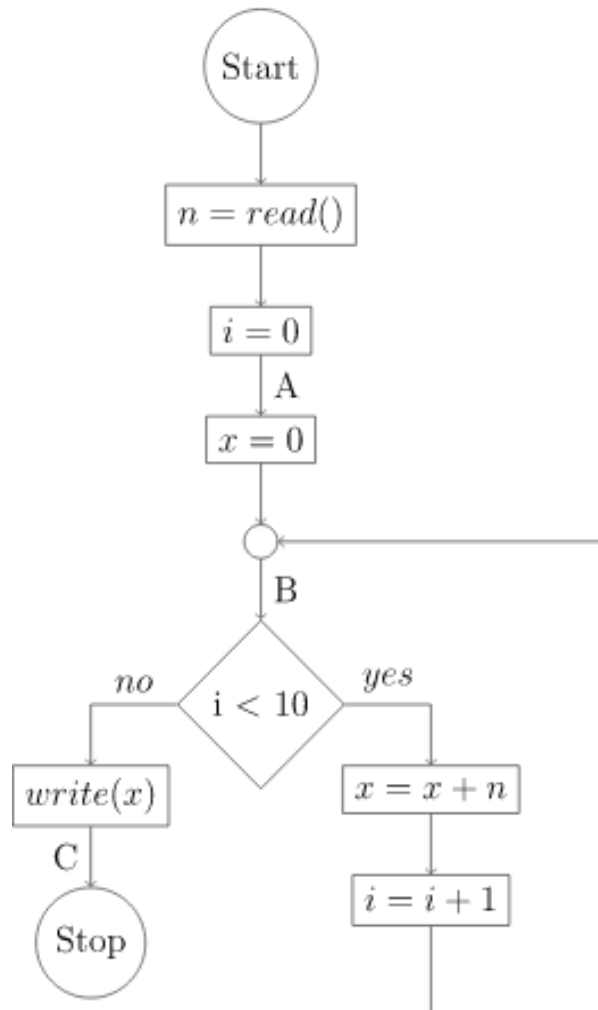 Start
n = read()
i = 0
A
x = 0
B
no
yes
i < 10
write(x)
x = x + n
C
i = i + 1
Stop